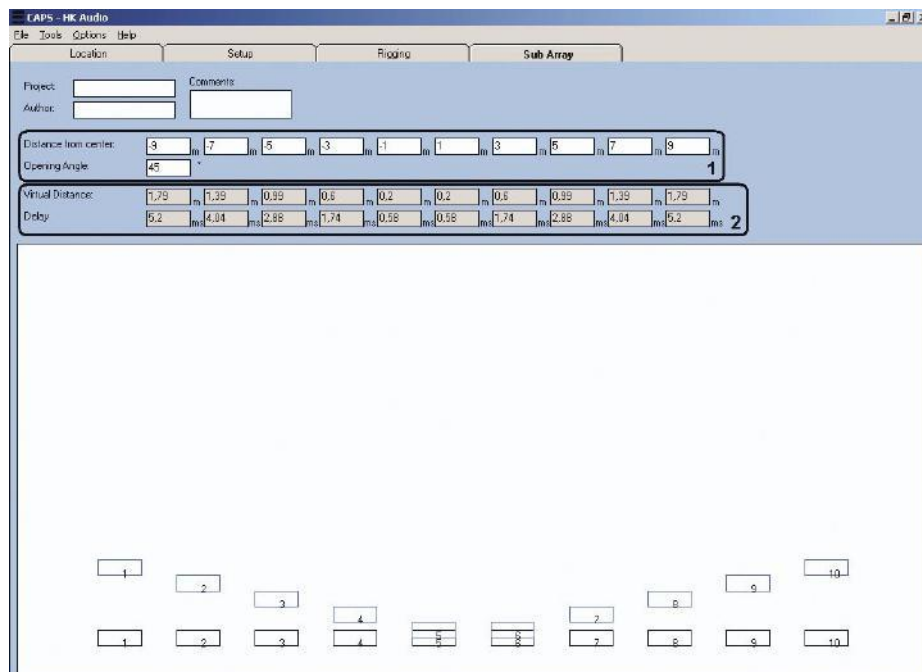 CAPS - HK Audio
File Tools Options Help
Location Setup Rigging Sub Array
Project:
Comments:
Author:
Distance from center: -9 m -7 m -5 m -3 m -1 m 1 m 3 m 5 m 7 m 9 m
Opening Angle: 45 ° 1
Virtual Distance: 1,79 m 1,39 m 0,99 m 0,6 m 0,2 m 0,2 m 0,6 m 0,99 m 1,39 m 1,79 m
Delay 5,2 ms 4,04 ms 2,88 ms 1,74 ms 0,58 ms 0,58 ms 1,74 ms 2,88 ms 4,04 ms 5,2 ms 2
1 10
2 9
3 8
4 7
5 6
1 2 3 4 5 6 7 8 9 10